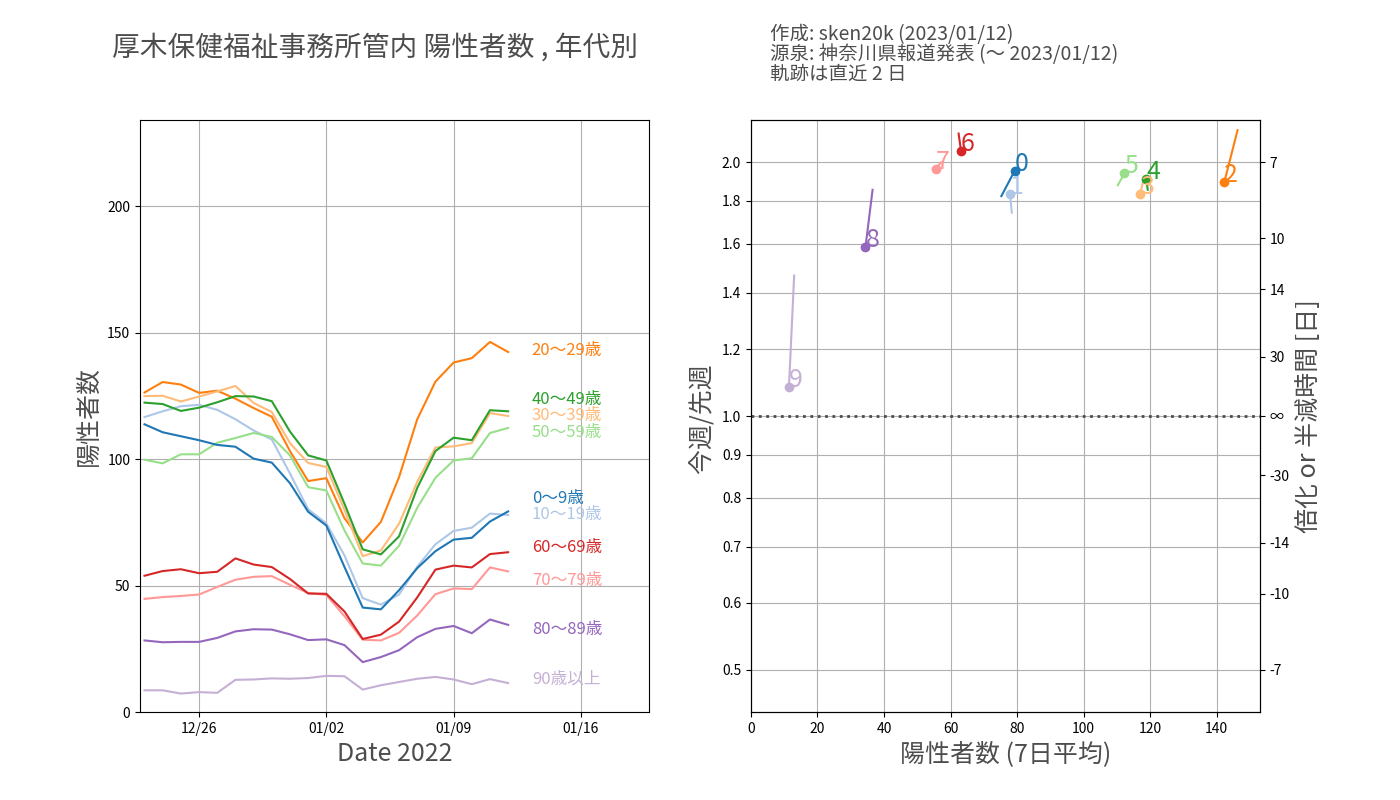 厚木保健福祉事務所管内 陽性者数 , 年代別
作成: sken20k (2023/01/12)
源泉: 神奈川県報道発表 (～ 2023/01/12)
軌跡は直近 2 日
陽性者数
200
150
100
50
0
12/26
01/02
01/09
01/16
Date 2022
20～29歳
40～49歳
30～39歳
50～59歳
0～9歳
10～19歳
60～69歳
70～79歳
80～89歳
90歳以上
今週/先週
2.0
1.8
1.6
1.4
1.2
1.0
0.9
0.8
0.7
0.6
0.5
0
20
40
60
80
100
120
140
陽性者数 (7日平均)
7
10
14
30
∞
-30
-14
-10
-7
倍化 or 半減時間 [日]
6
7
0
1
5
4
3
2
8
9